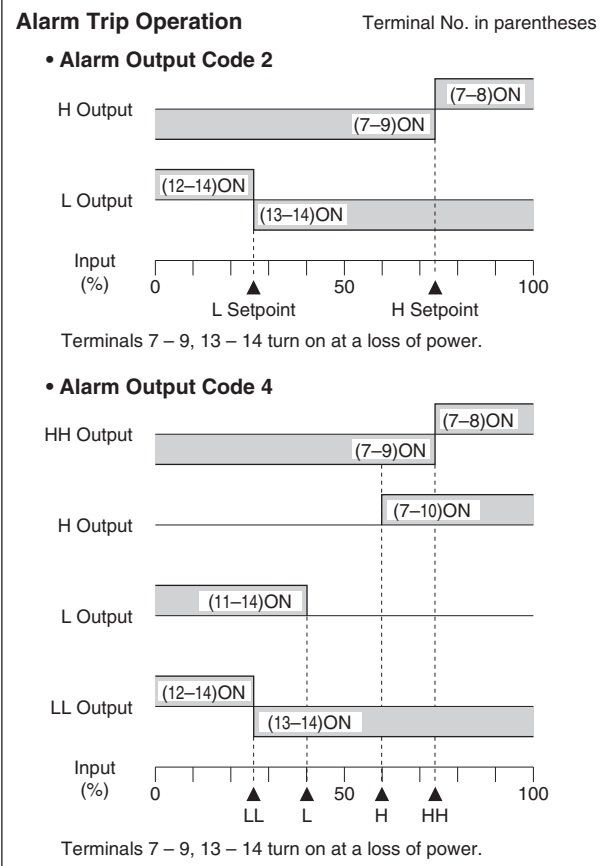 Alarm Trip Operation Terminal No. in parentheses
• Alarm Output Code 2
H Output
(7–8)ON
(7–9)ON
L Output
(12–14)ON
(13–14)ON
Input
(%)
0 50 100
L Setpoint H Setpoint
Terminals 7 – 9, 13 – 14 turn on at a loss of power.
• Alarm Output Code 4
HH Output
(7–8)ON
(7–9)ON
H Output
(7–10)ON
L Output
(11–14)ON
LL Output
(12–14)ON
(13–14)ON
Input
(%)
0 50 100
LL L H HH
Terminals 7 – 9, 13 – 14 turn on at a loss of power.